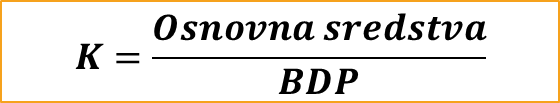 K = Osnovna sredstva
BDP